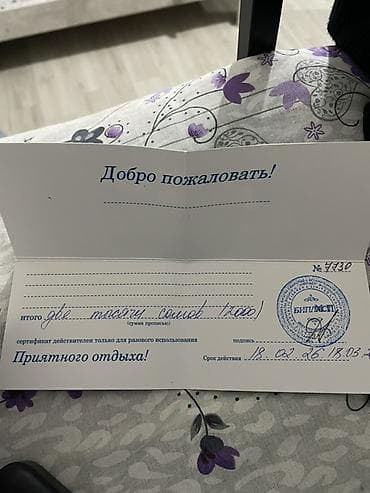 Добро пожаловать!
№ 7730
итого две тысячи сомов (2000)
(сумма прописью)
сертификат действителен только для разового использования
подпись
Приятного отдыха!
Срок действия 18.02.26-18.03.2